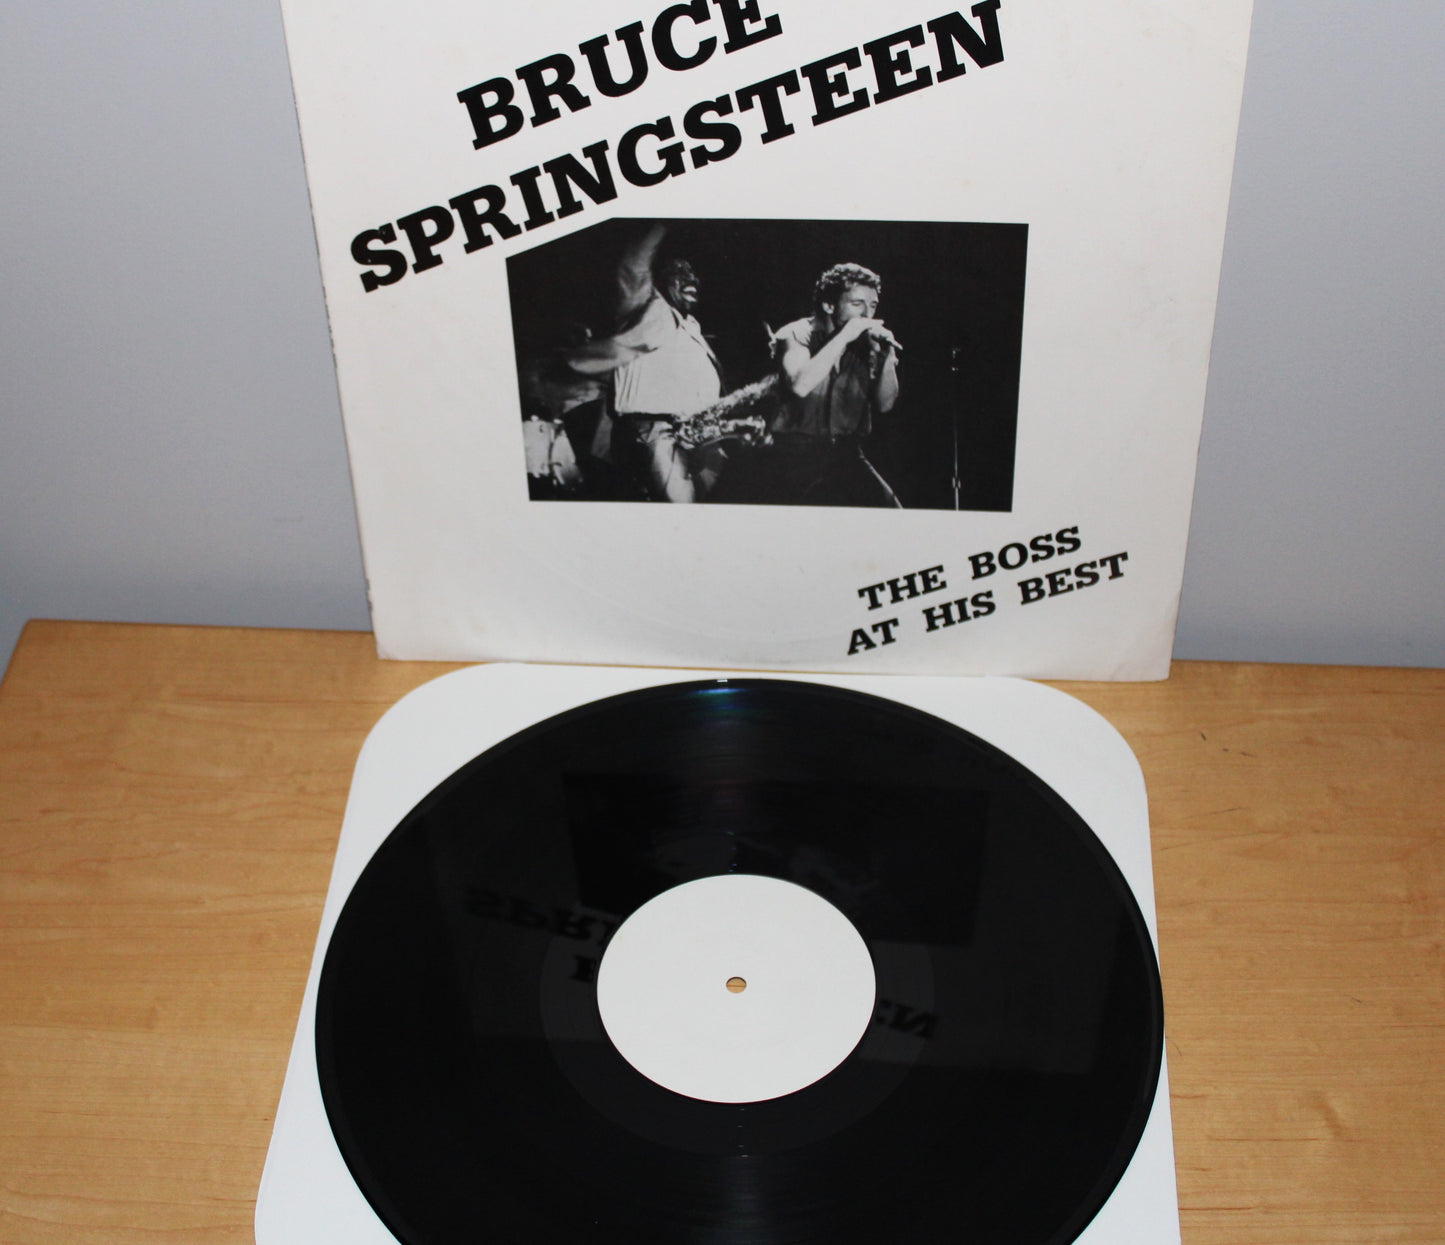 BRUCE
SPRINGSTEEN
THE BOSS
AT HIS BEST